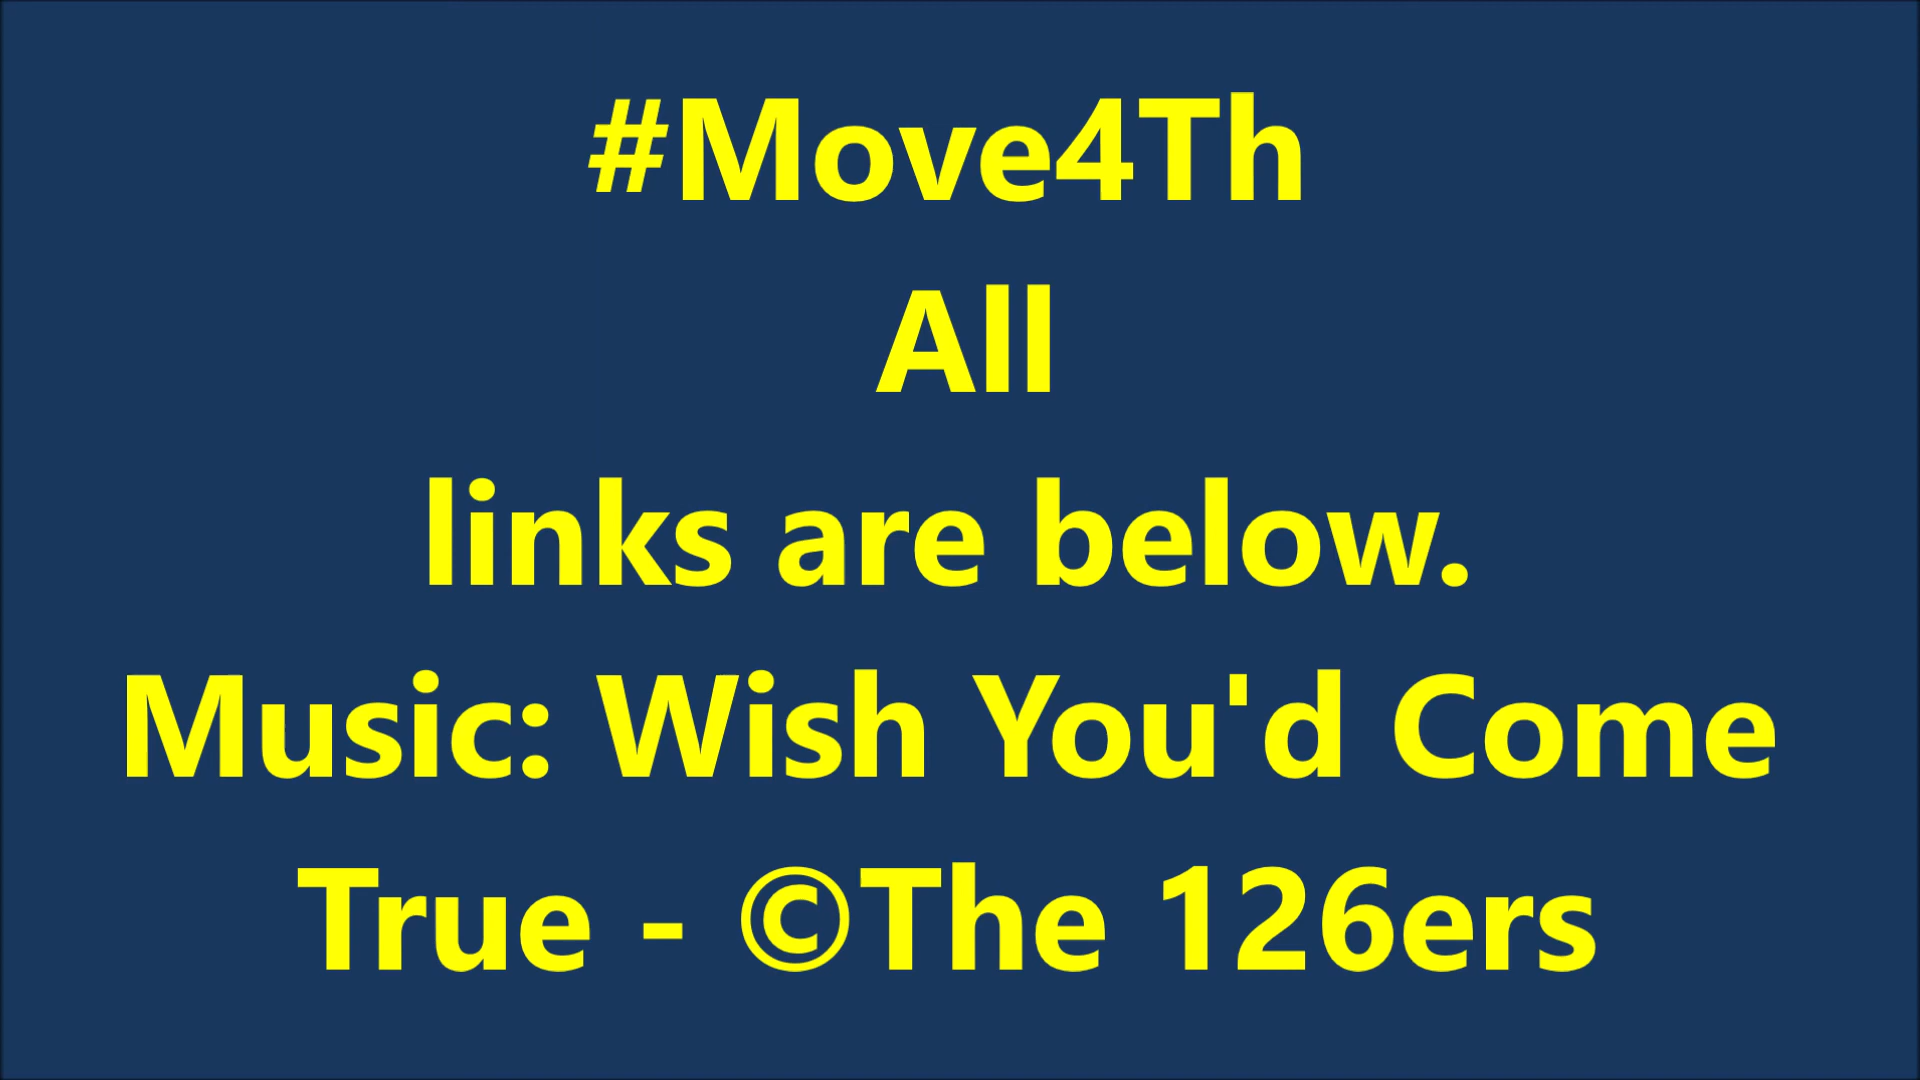 #Move4Th
All
links are below.
Music: Wish You'd Come
True - ©The 126ers